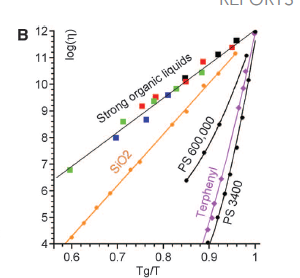 REPORTS
B
log(η)
12
11
10
9
8
7
6
5
4
Strong organic liquids
SiO2
PS 600,000
Terphenyl
PS 3400
0.6
0.7
0.8
0.9
1
Tg/T